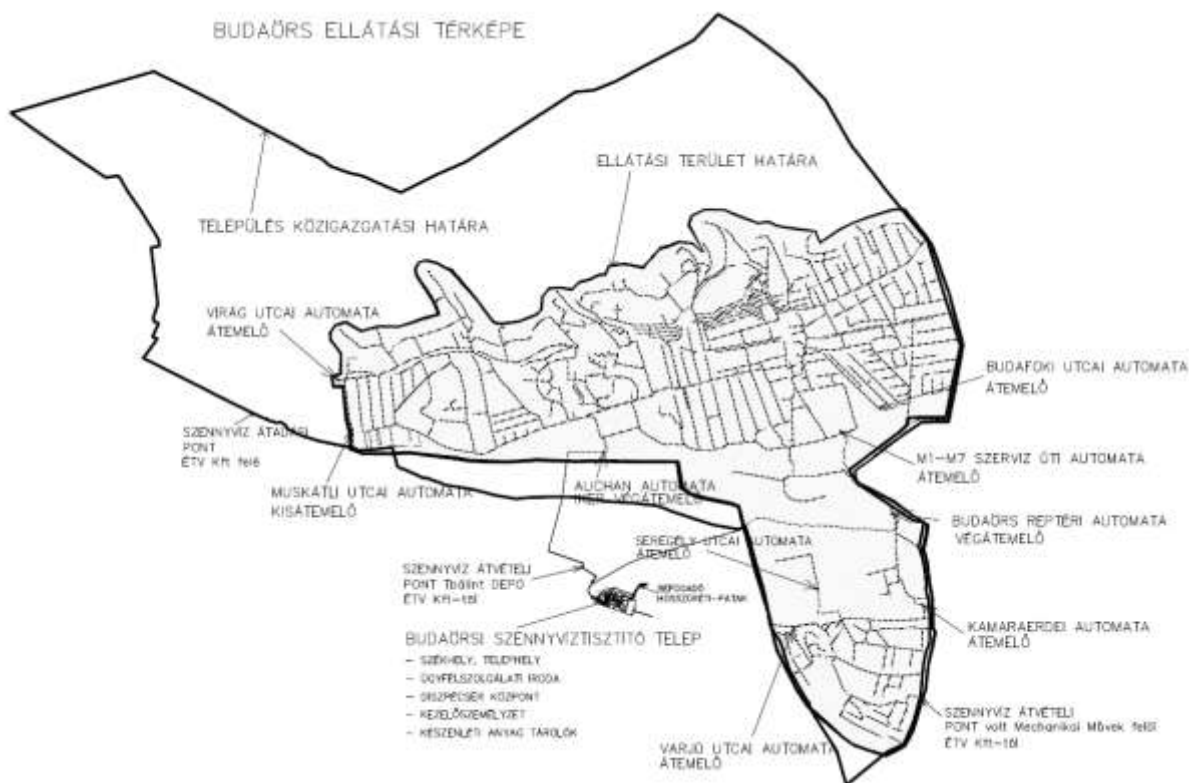 BUDAÖRS ELLÁTÁSI TÉRKÉPE
ELLÁTÁSI TERÜLET HATÁRA
TELEPÜLÉS KÖZIGAZGATÁSI HATÁRA
VIRÁG UTCAI AUTOMATA
ÁTEMELŐ
BUDAFOKI UTCAI AUTOMATA
ÁTEMELŐ
SZENNYVÍZ ÁTADÁSI
PONT
ÉTV Kft felé
M1-M7 SZERVIZ ÚTI AUTOMATA
ÁTEMELŐ
MUSKÁTLI UTCAI AUTOMATA
KISÁTEMELŐ
AUCHAN AUTOMATA
IKER VÉGÁTEMELŐ
BUDAÖRS REPTÉRI AUTOMATA
VÉGÁTEMELŐ
SEREGÉLY UTCAI AUTOMATA
ÁTEMELŐ
SZENNYVÍZ ÁTVÉTELI
PONT Tbálint DEPO
ÉTV Kft-től
BEFOGADÓ
HOSSZÚRÉTI-PATAK
KAMARAERDEI AUTOMATA
ÁTEMELŐ
BUDAÖRSI SZENNYVÍZTISZTÍTÓ TELEP
- SZÉKHELY, TELEPHELY
- ÜGYFÉLSZOLGÁLATI IRODA
- DISZPÉCSER KÖZPONT
- KEZELŐSZEMÉLYZET
- KÉSZENLÉTI ANYAG TÁROLÓK
SZENNYVÍZ ÁTVÉTELI
PONT volt Mechanikai Művek felől
ÉTV Kft-től
VARJÚ UTCAI AUTOMATA
ÁTEMELŐ